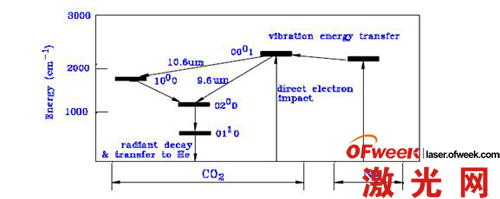 3000
2000
1000
Energy (cm⁻¹)
vibration energy transfer
00⁰1
10.6um
10⁰0
9.6um
direct electron
impact
02⁰0
01¹0
radiant decay
& transfer to He
CO₂
OFweek
laser.ofweek.com
激光网